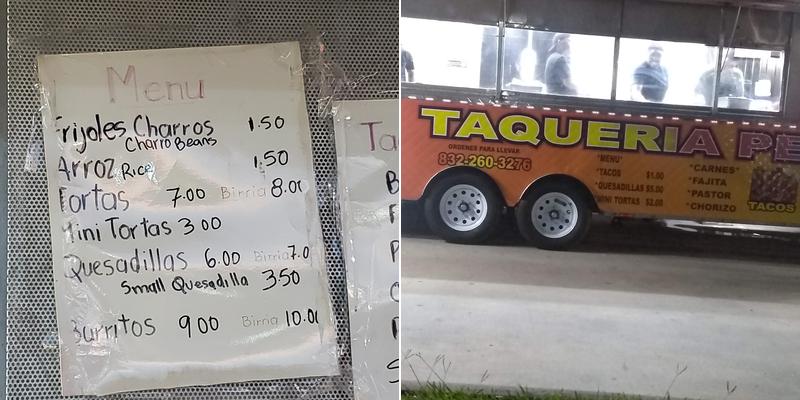 Menu
Frijoles Charros 1.50
Charro Beans
Arroz Rice 1.50
Tortas 7.00 Birria 8.00
Mini Tortas 3 00
Quesadillas 6.00 Birria 7.0
Small Quesadilla 3.50
Burritos 9 00 Birria 10.00
Ta
TAQUERIA PE
ORDENES PARA LLEVAR
832-260-3276
"MENU"
*TACOS $1.00
*QUESADILLAS $5.00
*MINI TORTAS $2.00
*CARNES*
*FAJITA
*PASTOR
*CHORIZO
TACOS